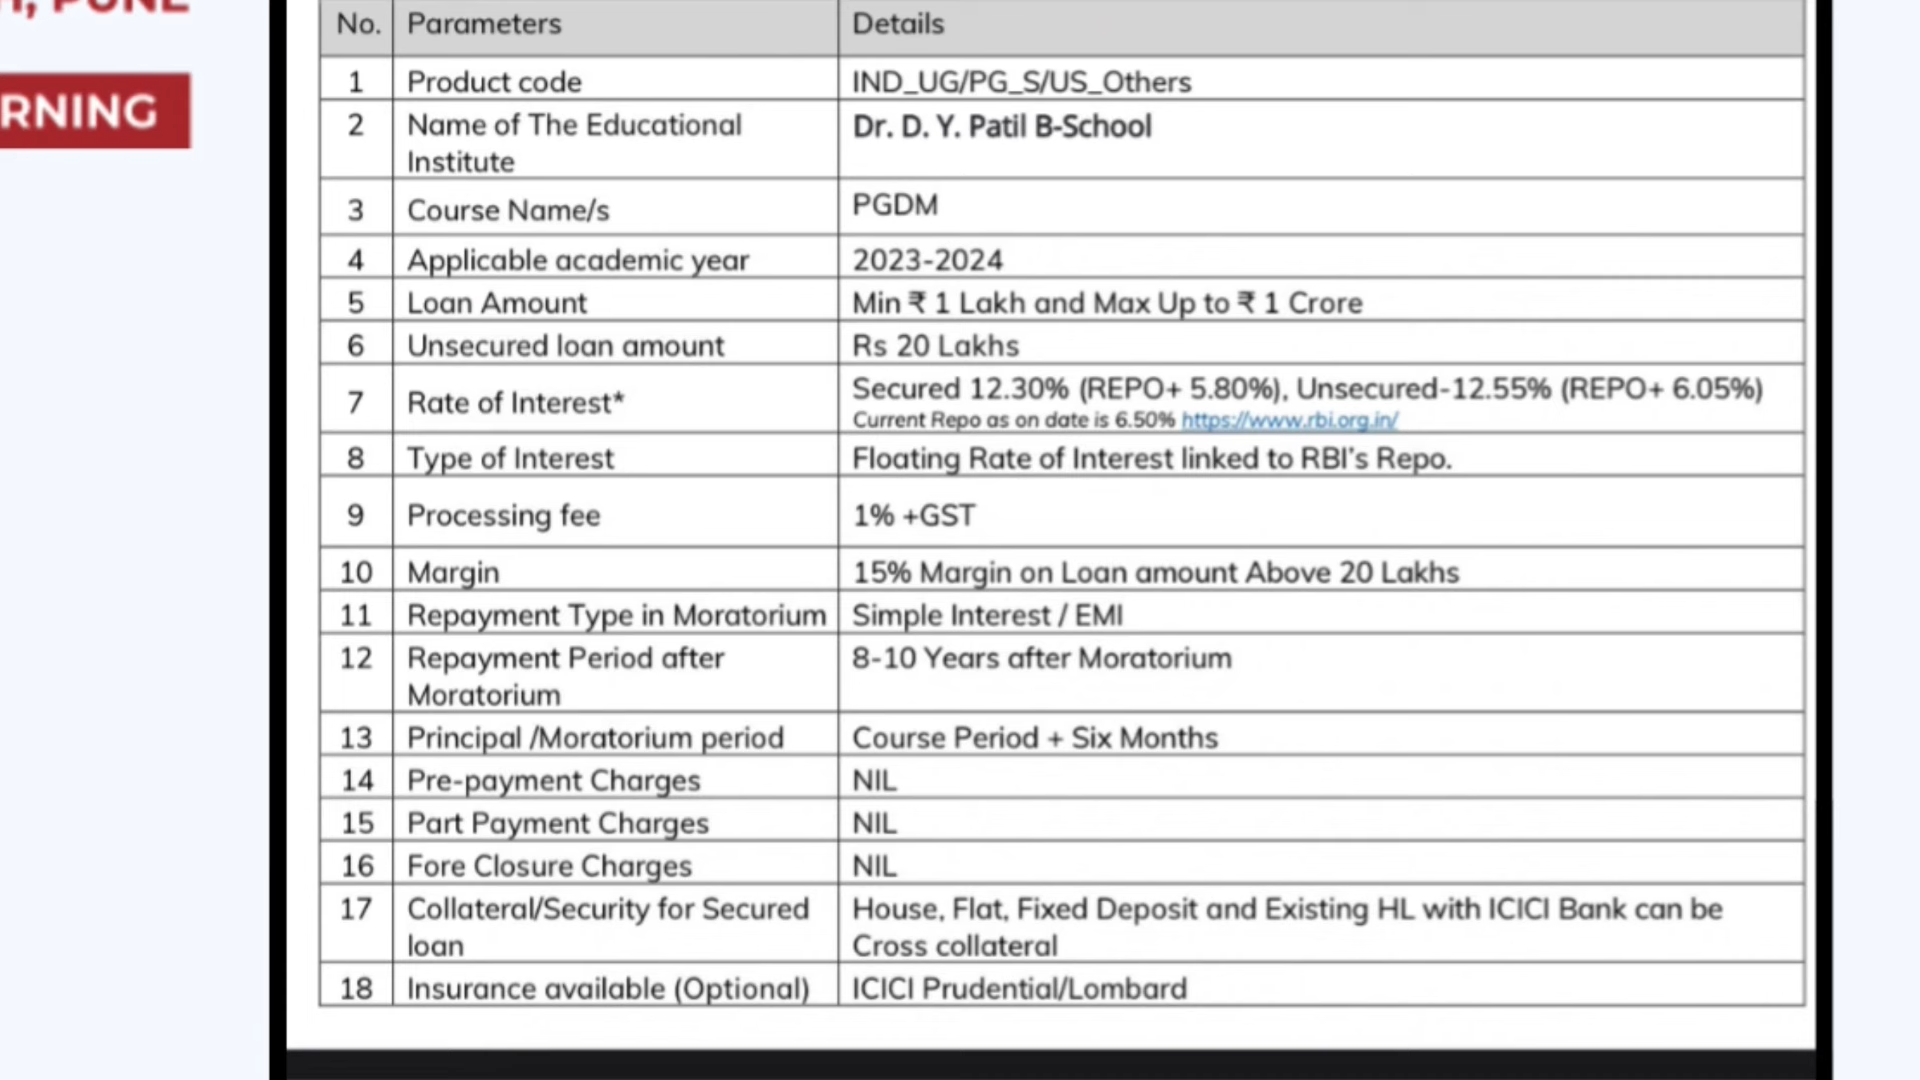 PUNE
RNING
No. Parameters Details
1 Product code IND_UG/PG_S/US_Others
2 Name of The Educational Dr. D. Y. Patil B-School
Institute
3 Course Name/s PGDM
4 Applicable academic year 2023-2024
5 Loan Amount Min ₹ 1 Lakh and Max Up to ₹ 1 Crore
6 Unsecured loan amount Rs 20 Lakhs
7 Rate of Interest* Secured 12.30% (REPO+ 5.80%), Unsecured-12.55% (REPO+ 6.05%)
Current Repo as on date is 6.50% https://www.rbi.org.in/
8 Type of Interest Floating Rate of Interest linked to RBI's Repo.
9 Processing fee 1% +GST
10 Margin 15% Margin on Loan amount Above 20 Lakhs
11 Repayment Type in Moratorium Simple Interest / EMI
12 Repayment Period after 8-10 Years after Moratorium
Moratorium
13 Principal /Moratorium period Course Period + Six Months
14 Pre-payment Charges NIL
15 Part Payment Charges NIL
16 Fore Closure Charges NIL
17 Collateral/Security for Secured House, Flat, Fixed Deposit and Existing HL with ICICI Bank can be
loan Cross collateral
18 Insurance available (Optional) ICICI Prudential/Lombard